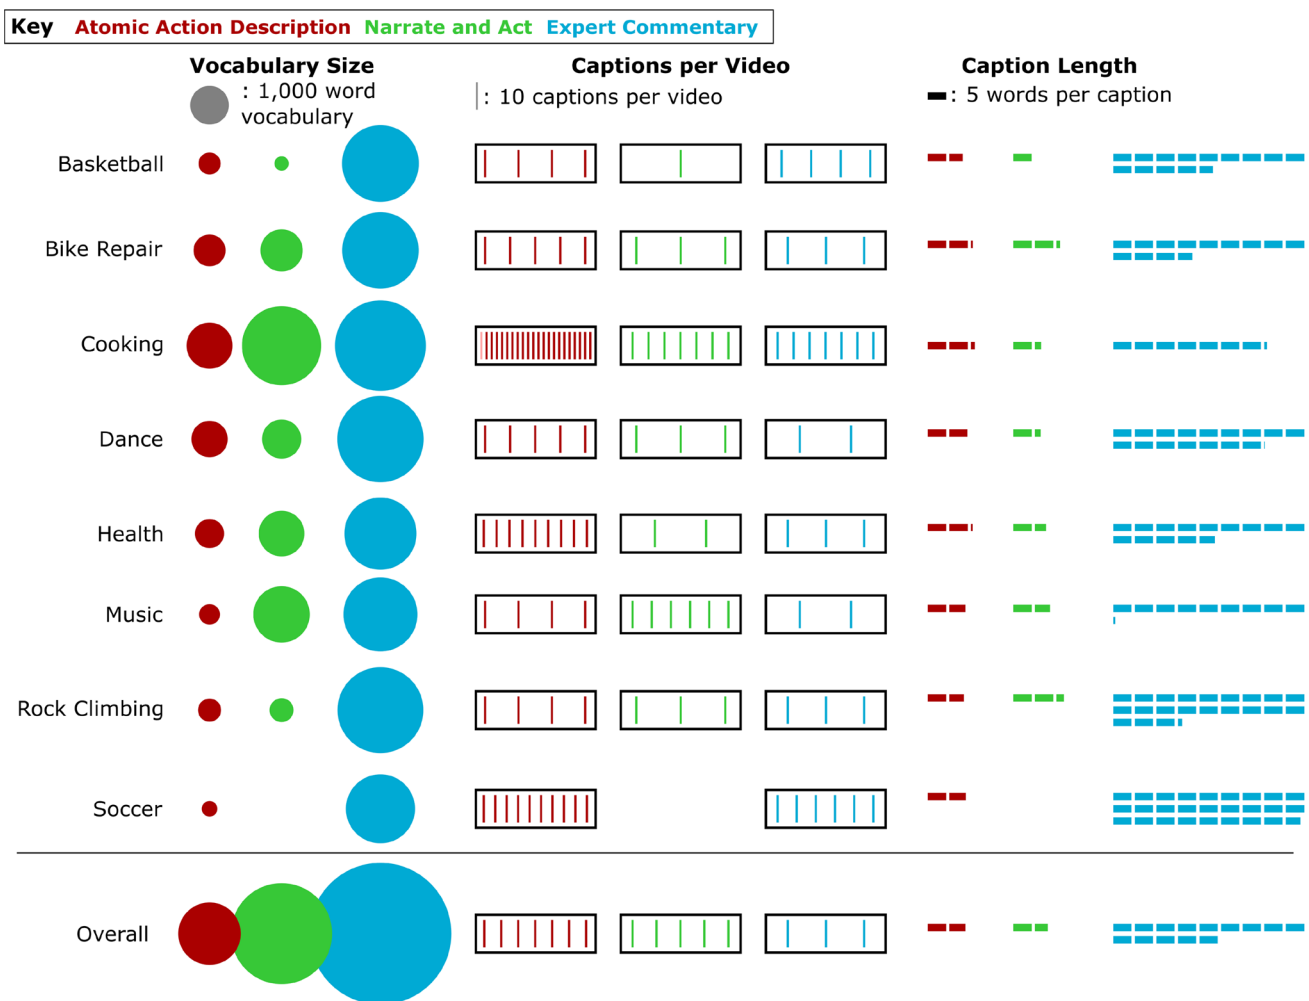 Key Atomic Action Description Narrate and Act Expert Commentary
Vocabulary Size
: 1,000 word
vocabulary
Captions per Video
: 10 captions per video
Caption Length
: 5 words per caption
Basketball
Bike Repair
Cooking
Dance
Health
Music
Rock Climbing
Soccer
Overall